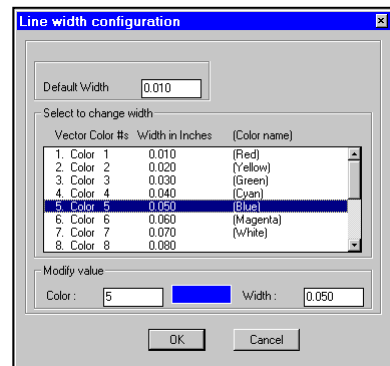 Line width configuration
Default Width 0.010
Select to change width
Vector Color #s Width in Inches (Color name)
1. Color 1 0.010 (Red)
2. Color 2 0.020 (Yellow)
3. Color 3 0.030 (Green)
4. Color 4 0.040 (Cyan)
5. Color 5 0.050 (Blue)
6. Color 6 0.060 (Magenta)
7. Color 7 0.070 (White)
8. Color 8 0.080
Modify value
Color : 5 Width : 0.050
OK Cancel